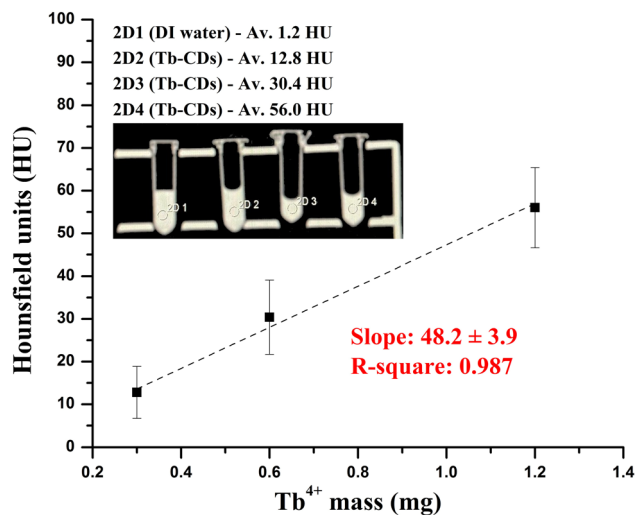 2D1 (DI water) - Av. 1.2 HU
2D2 (Tb-CDs) - Av. 12.8 HU
2D3 (Tb-CDs) - Av. 30.4 HU
2D4 (Tb-CDs) - Av. 56.0 HU
2D 1
2D 2
2D 3
2D 4
Hounsfield units (HU)
100
90
80
70
60
50
40
30
20
10
0
Slope: 48.2 ± 3.9
R-square: 0.987
0.2 0.4 0.6 0.8 1.0 1.2 1.4
Tb⁴⁺ mass (mg)